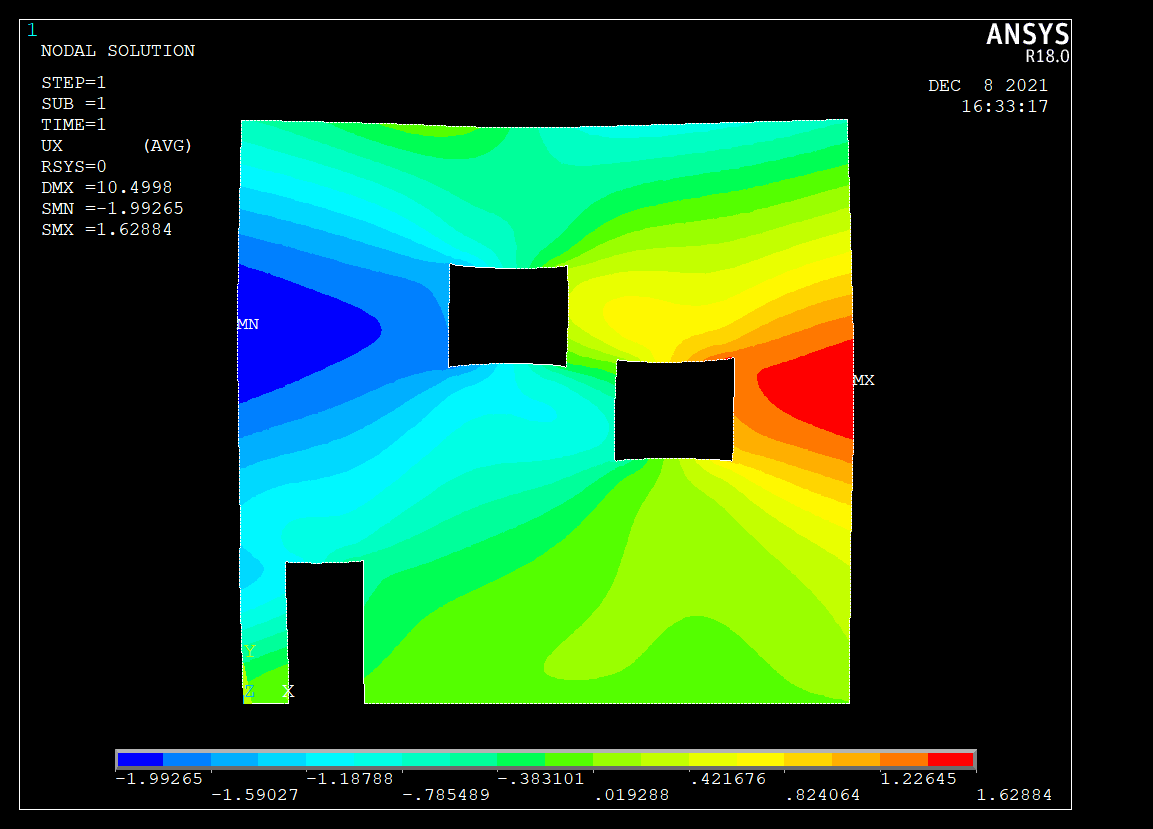 1
ANSYS
R18.0
NODAL SOLUTION
STEP=1
SUB =1
TIME=1
UX (AVG)
RSYS=0
DMX =10.4998
SMN =-1.99265
SMX =1.62884
DEC 8 2021
16:33:17
MN
MX
Y
Z X
-1.99265 -1.18788 -.383101 .421676 1.22645
-1.59027 -.785489 .019288 .824064 1.62884